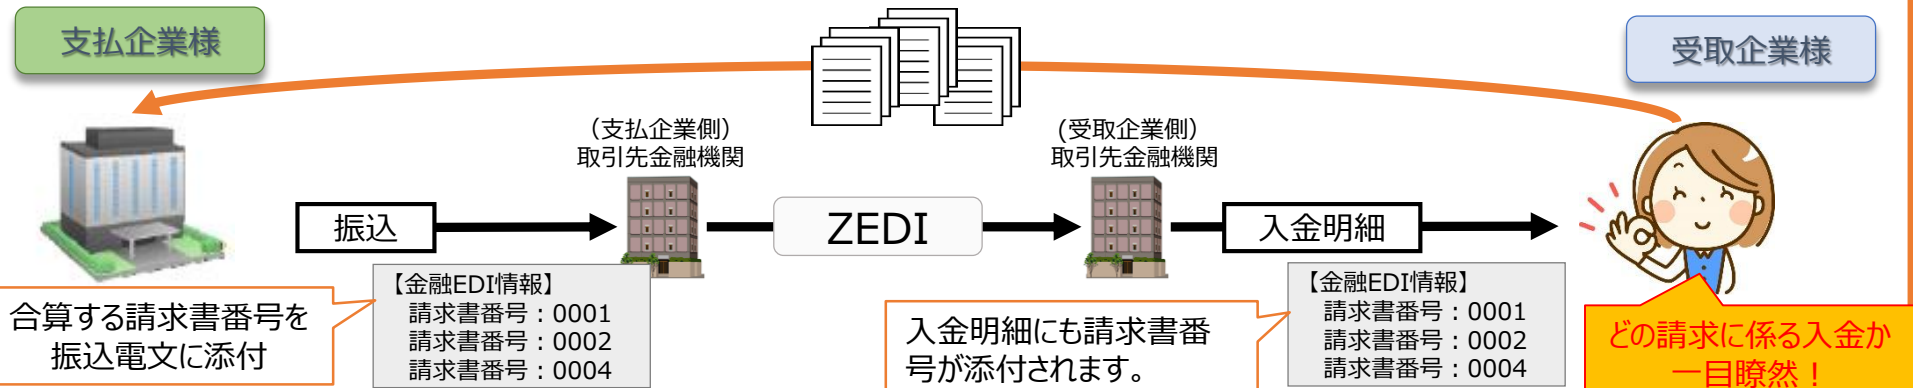 支払企業様
受取企業様
（支払企業側）
取引先金融機関
(受取企業側）
取引先金融機関
振込
ZEDI
入金明細
【金融EDI情報】
請求書番号：0001
請求書番号：0002
請求書番号：0004
合算する請求書番号を
振込電文に添付
入金明細にも請求書番
号が添付されます。
【金融EDI情報】
請求書番号：0001
請求書番号：0002
請求書番号：0004
どの請求に係る入金か
一目瞭然！